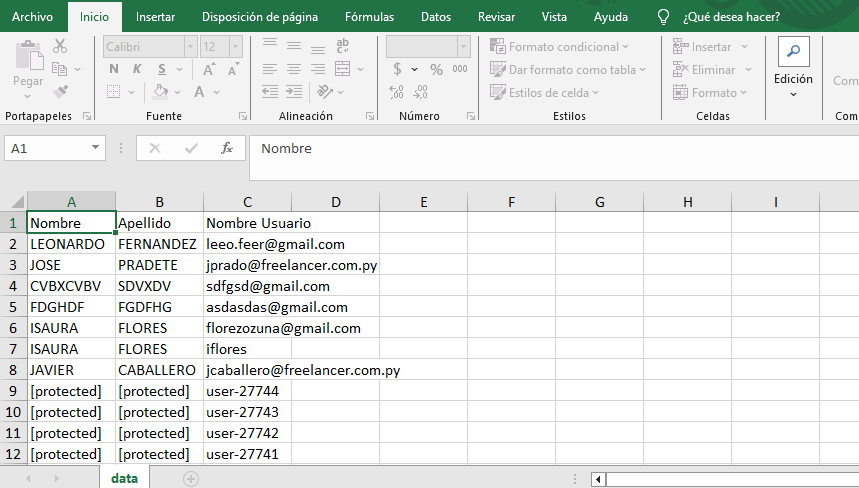 Archivo Inicio Insertar Disposición de página Fórmulas Datos Revisar Vista Ayuda ¿Qué desea hacer?
Pegar
Calibri 12
N K S A A
A
ab
$ % 000
Formato condicional
Dar formato como tabla
Estilos de celda
Insertar
Eliminar
Formato
Edición
Com
Portapapeles Fuente Alineación Número Estilos Celdas Com
A1 fx Nombre
A B C D E F G H I
1 Nombre Apellido Nombre Usuario
2 LEONARDO FERNANDEZ leeo.feer@gmail.com
3 JOSE PRADETE jprado@freelancer.com.py
4 CVBXCVBV SDVXDV sdfgsd@gmail.com
5 FDGHDF FGDFHG asdasdas@gmail.com
6 ISAURA FLORES florezozuna@gmail.com
7 ISAURA FLORES iflores
8 JAVIER CABALLERO jcaballero@freelancer.com.py
9 [protected] [protected] user-27744
10 [protected] [protected] user-27743
11 [protected] [protected] user-27742
12 [protected] [protected] user-27741
data